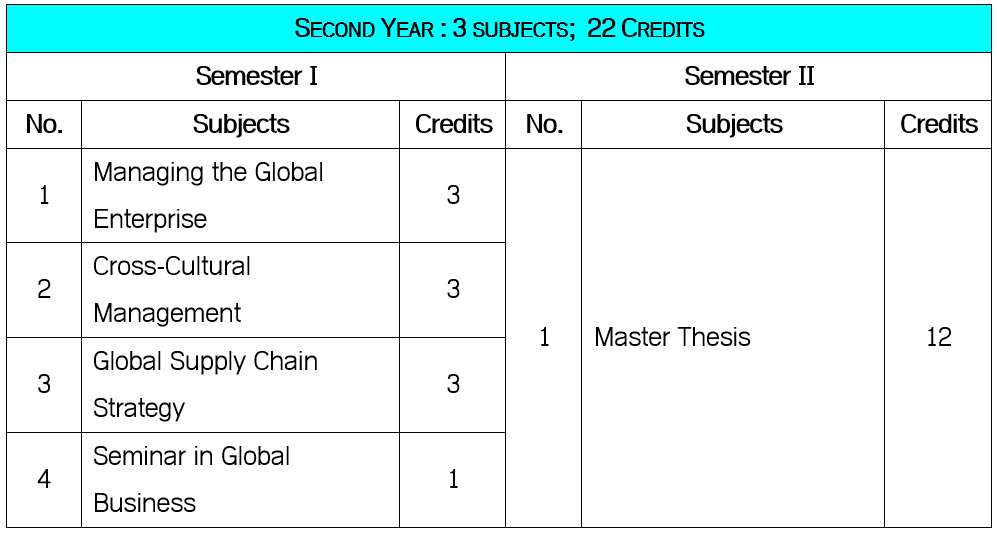 SECOND YEAR : 3 SUBJECTS; 22 CREDITS
Semester I
Semester II
No.
Subjects
Credits
No.
Subjects
Credits
1
Managing the Global
Enterprise
3
2
Cross-Cultural
Management
3
3
Global Supply Chain
Strategy
3
4
Seminar in Global
Business
1
1
Master Thesis
12